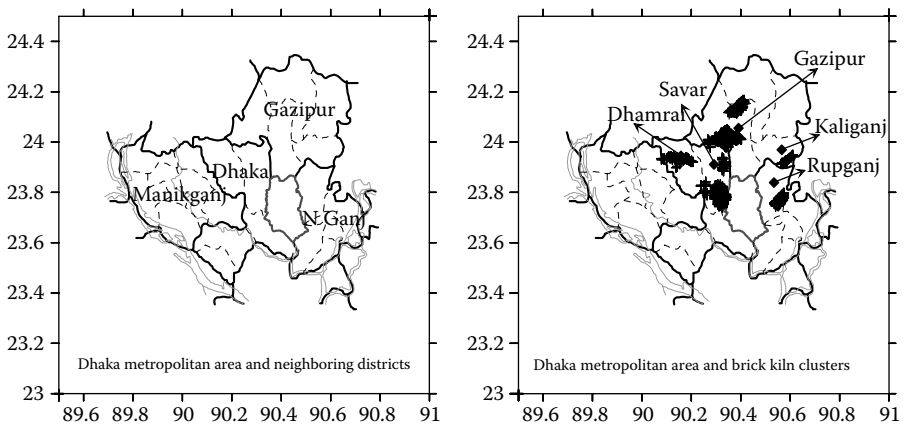 24.4
24.2
24
23.8
23.6
23.4
23.2
23
89.6 89.8 90 90.2 90.4 90.6 90.8 91
Gazipur
Dhaka
Manikganj
N.Ganj
Dhaka metropolitan area and neighboring districts
24.4
24.2
24
23.8
23.6
23.4
23.2
23
89.6 89.8 90 90.2 90.4 90.6 90.8 91
Gazipur
Savar
Dhamrai
Kaliganj
Rupganj
Dhaka metropolitan area and brick kiln clusters